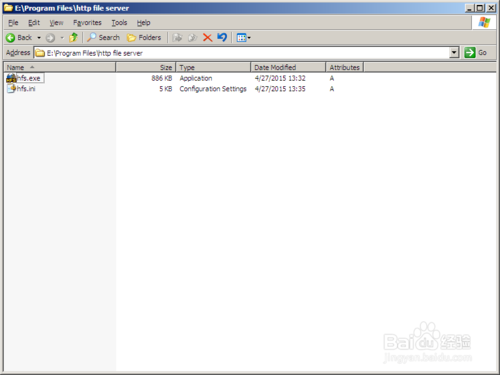 E:\Program Files\http file server
File Edit View Favorites Tools Help
Back Search Folders
Address E:\Program Files\http file server Go
Name Size Type Date Modified Attributes
hfs.exe 886 KB Application 4/27/2015 13:32 A
hfs.ini 5 KB Configuration Settings 4/27/2015 13:35 A
Baidu 经验
jingyan.baidu.com